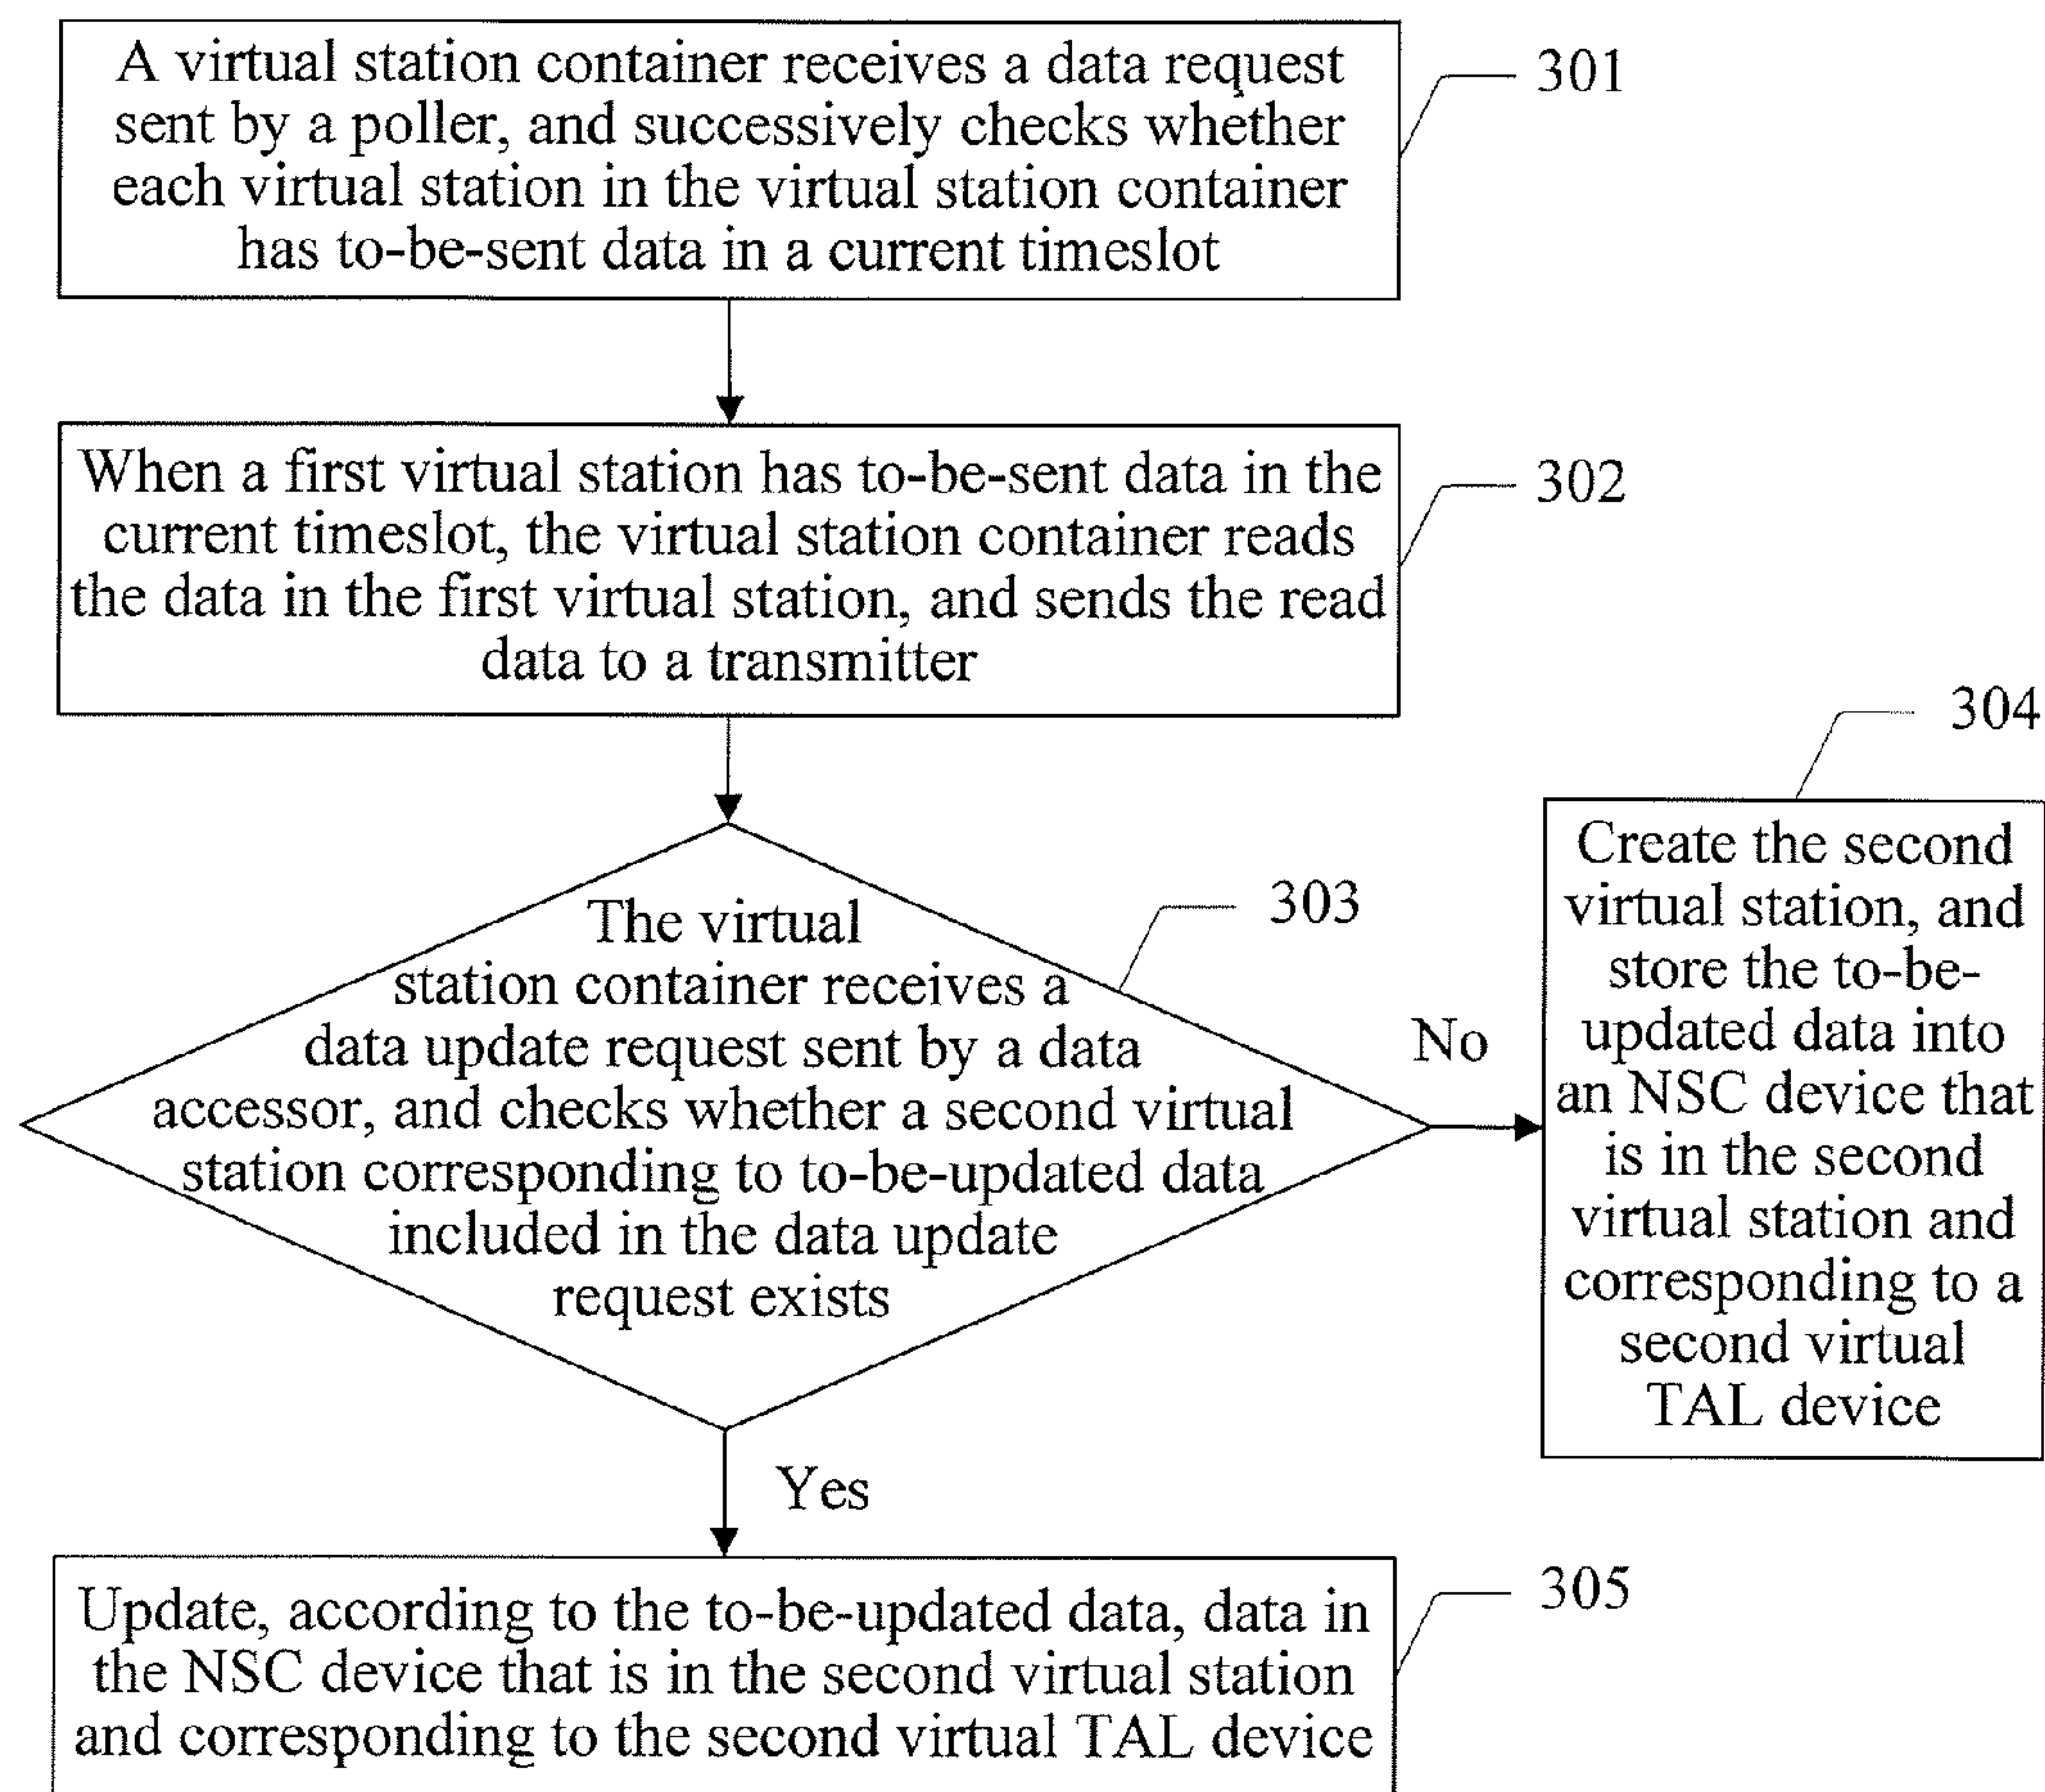 A virtual station container receives a data request
sent by a poller, and successively checks whether
each virtual station in the virtual station container
has to-be-sent data in a current timeslot
301
When a first virtual station has to-be-sent data in the
current timeslot, the virtual station container reads
the data in the first virtual station, and sends the read
data to a transmitter
302
The virtual
station container receives a
data update request sent by a data
accessor, and checks whether a second virtual
station corresponding to to-be-updated data
included in the data update
request exists
303
No
304
Create the second
virtual station, and
store the to-be-
updated data into
an NSC device that
is in the second
virtual station and
corresponding to a
second virtual
TAL device
Yes
Update, according to the to-be-updated data, data in
the NSC device that is in the second virtual station
and corresponding to the second virtual TAL device
305